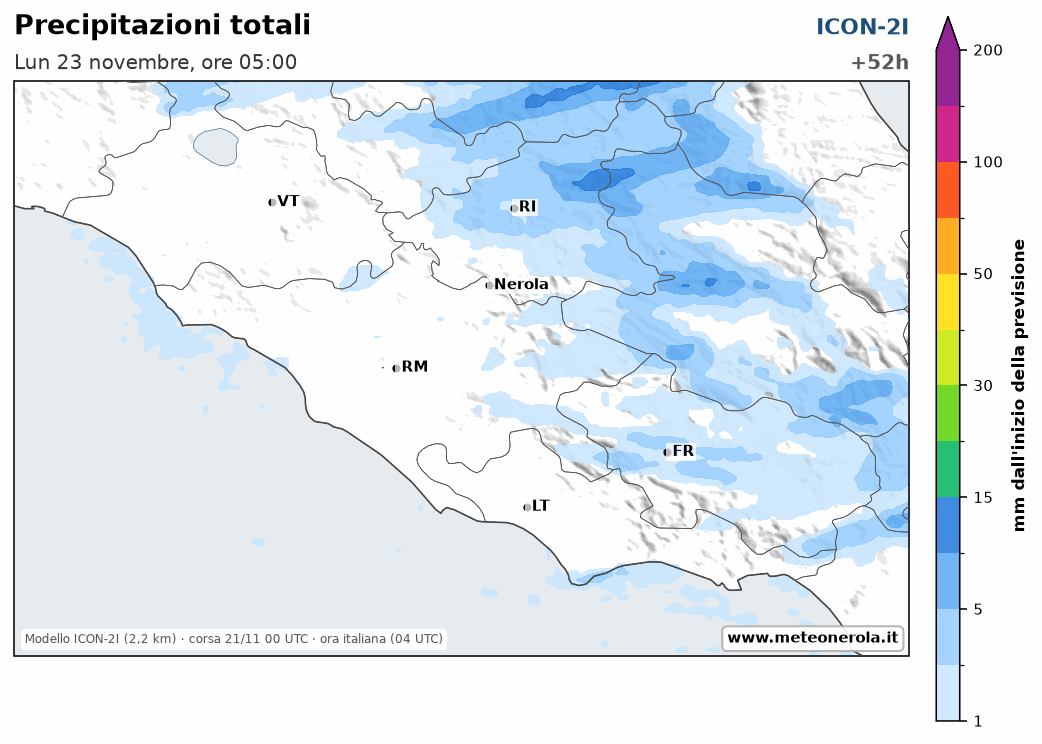 Precipitazioni totali
ICON-2I
Lun 23 novembre, ore 05:00
+52h
200
100
50
30
15
5
1
mm dall'inizio della previsione
VT
RI
Nerola
RM
FR
LT
Modello ICON-2I (2,2 km) · corsa 21/11 00 UTC · ora italiana (04 UTC)
www.meteonerola.it